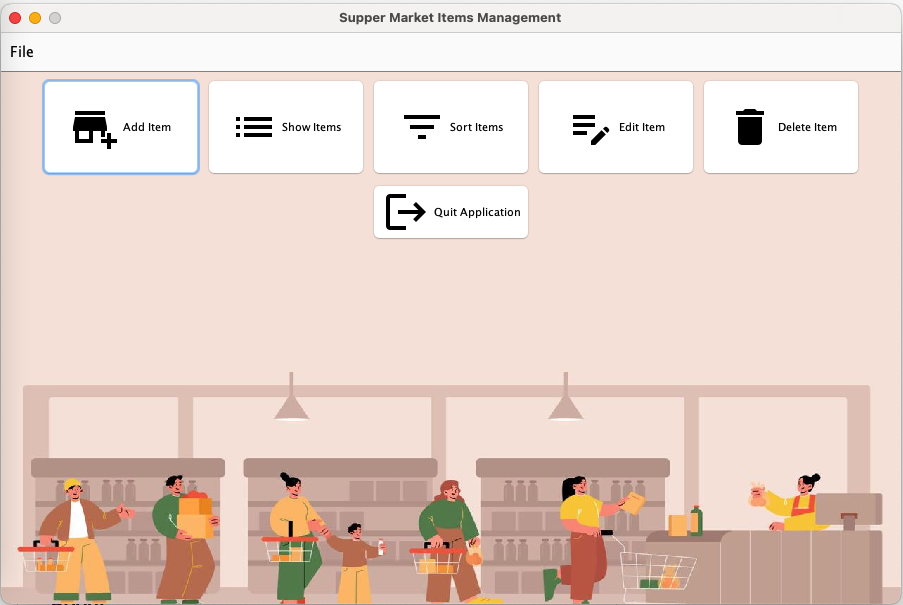 Supper Market Items Management
File
Add Item
Show Items
Sort Items
Edit Item
Delete Item
Quit Application